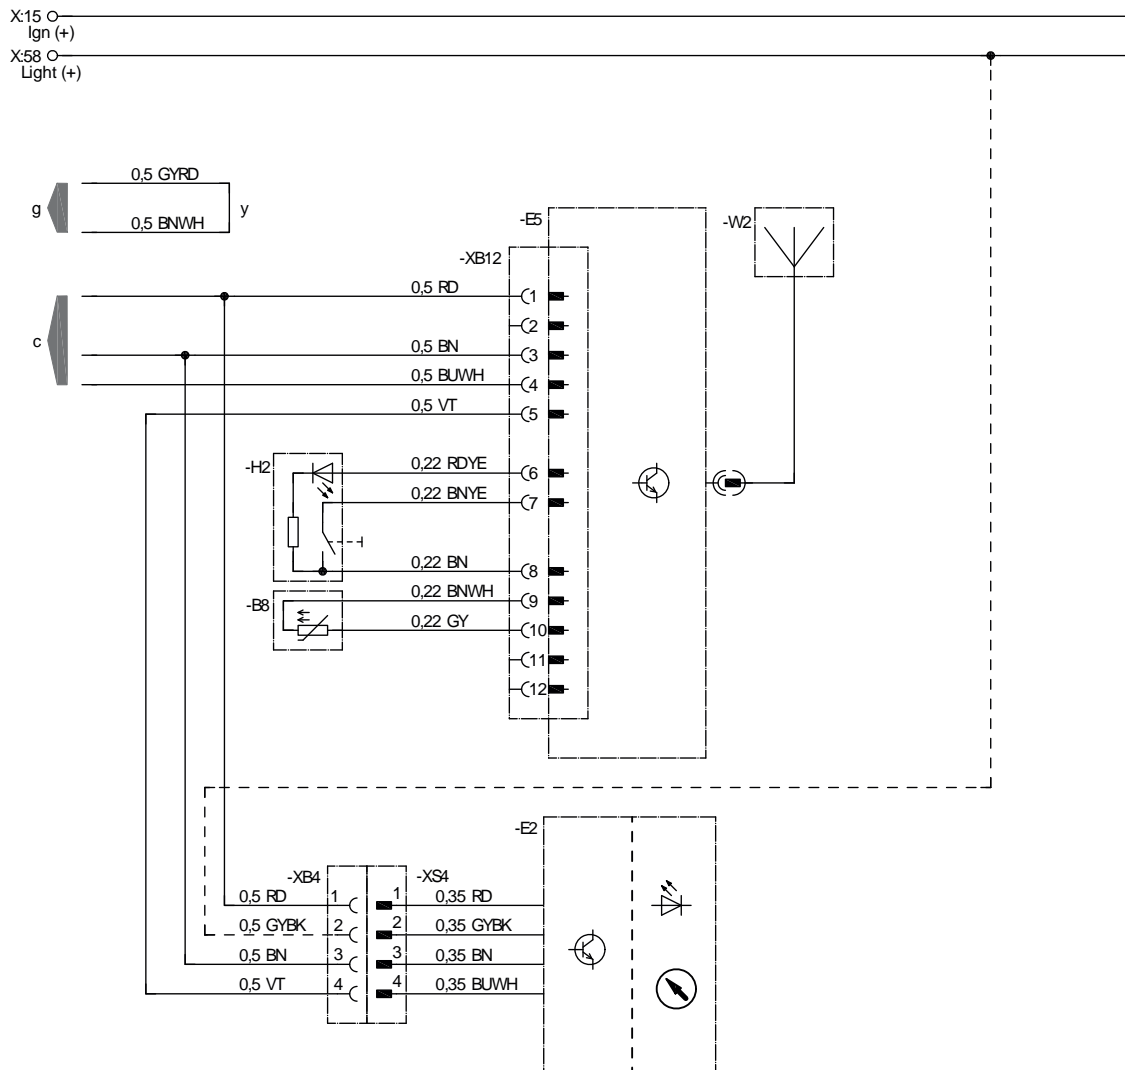 X:15
Ign (+)
X:58
Light (+)
0,5 GYRD
g
y
0,5 BNWH
-E5
-W2
-XB12
0,5 RD
1
2
c
0,5 BN
3
0,5 BUWH
4
0,5 VT
5
-H2
0,22 RDYE
6
0,22 BNYE
7
0,22 BN
8
0,22 BNWH
9
-B8
0,22 GY
10
11
12
-E2
-XB4
-XS4
0,5 RD
1
1
0,35 RD
0,5 GYBK
2
2
0,35 GYBK
0,5 BN
3
3
0,35 BN
0,5 VT
4
4
0,35 BUWH